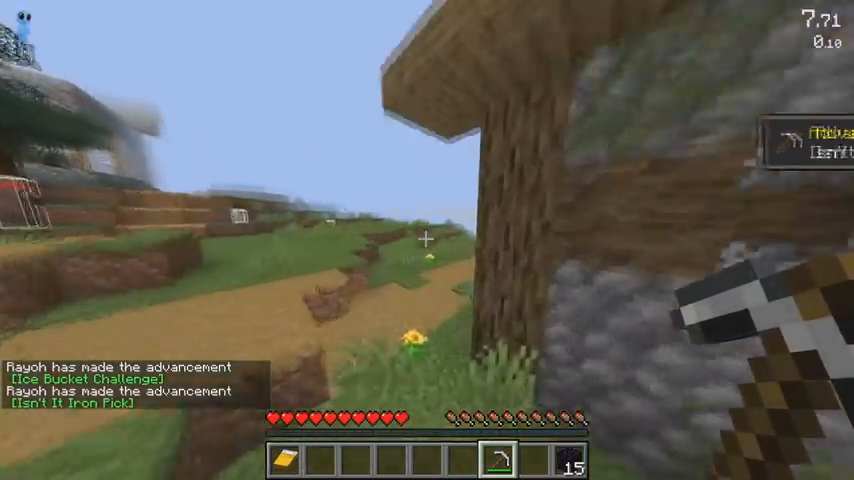 7.71
0.10
Rayoh has made the advancement
[Ice Bucket Challenge]
Rayoh has made the advancement
[Isn't It Iron Pick]
15